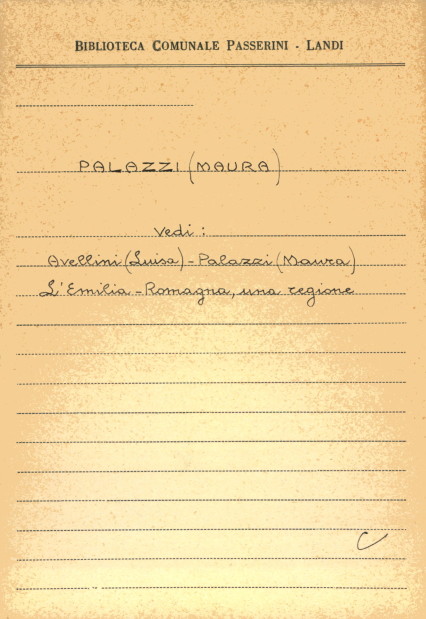 BIBLIOTECA COMUNALE PASSERINI - LANDI
PALAZZI (MAURA)
Vedi :
Avellini (Luisa) - Palazzi (Maura)
L'Emilia - Romagna, una regione
C